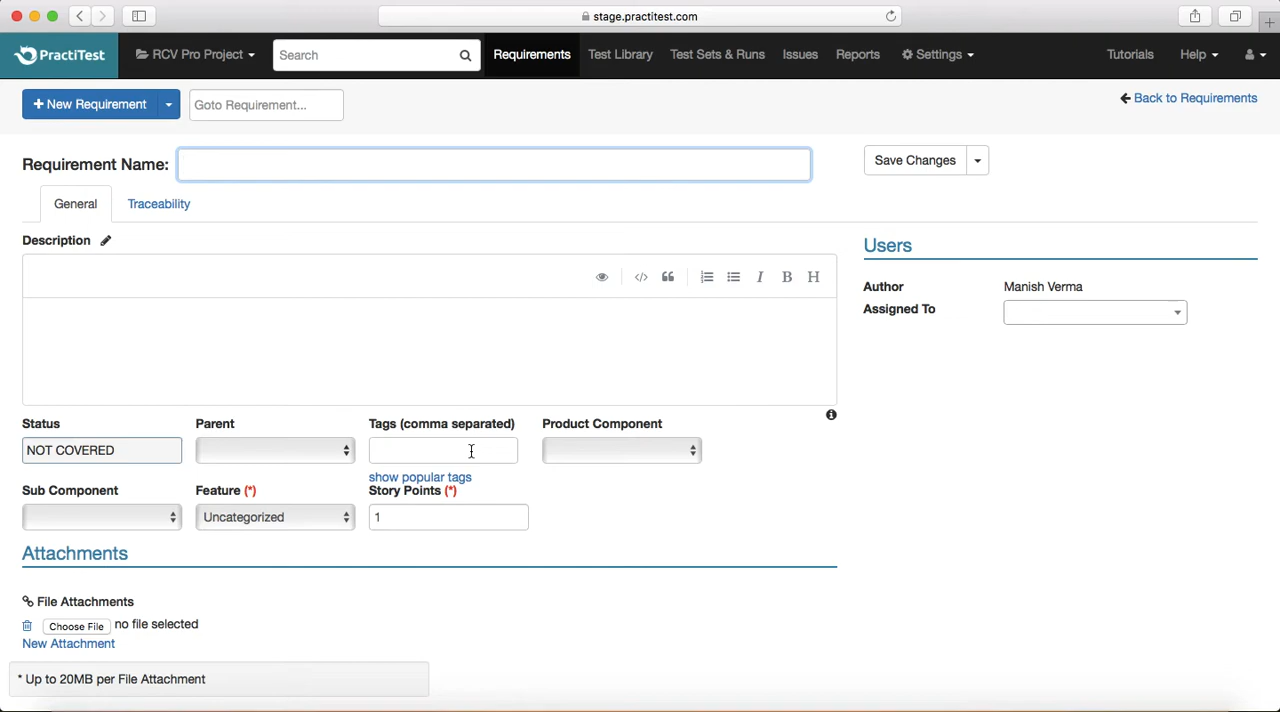 stage.practitest.com
PractiTest
RCV Pro Project
Search
Requirements
Test Library
Test Sets & Runs
Issues
Reports
Settings
Tutorials
Help
+ New Requirement
Goto Requirement...
Back to Requirements
Requirement Name:
Save Changes
General
Traceability
Description
Users
H
B
I
Author
Manish Verma
Assigned To
Status
Parent
Tags (comma separated)
Product Component
NOT COVERED
show popular tags
Sub Component
Feature (*)
Story Points (*)
Uncategorized
1
Attachments
File Attachments
Choose File
no file selected
New Attachment
* Up to 20MB per File Attachment